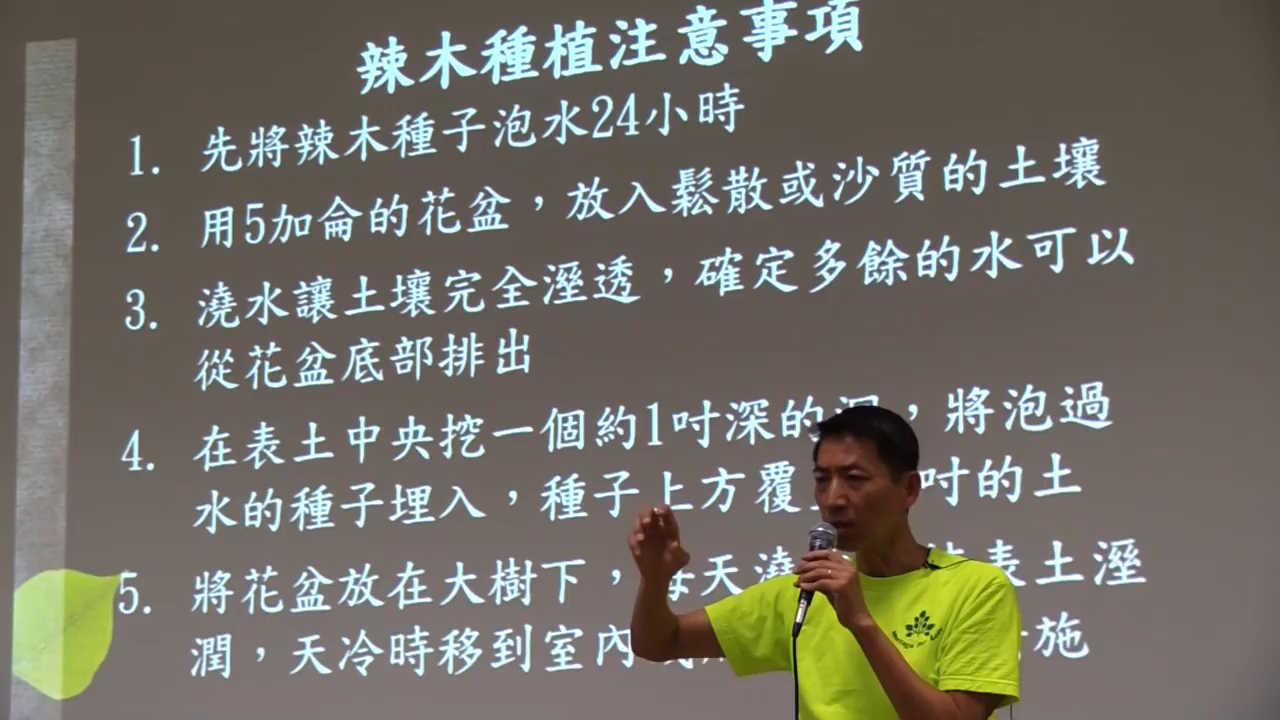 辣木種植注意事項
1. 先將辣木種子泡水24小時
2. 用5加侖的花盆，放入鬆散或沙質的土壤
3. 澆水讓土壤完全溼透，確定多餘的水可以
從花盆底部排出
4. 在表土中央挖一個約1吋深的，將泡過
水的種子埋入，種子上方覆吋的土
5. 將花盆放在大樹下，每天澆表土溼
潤，天冷時移到室內施